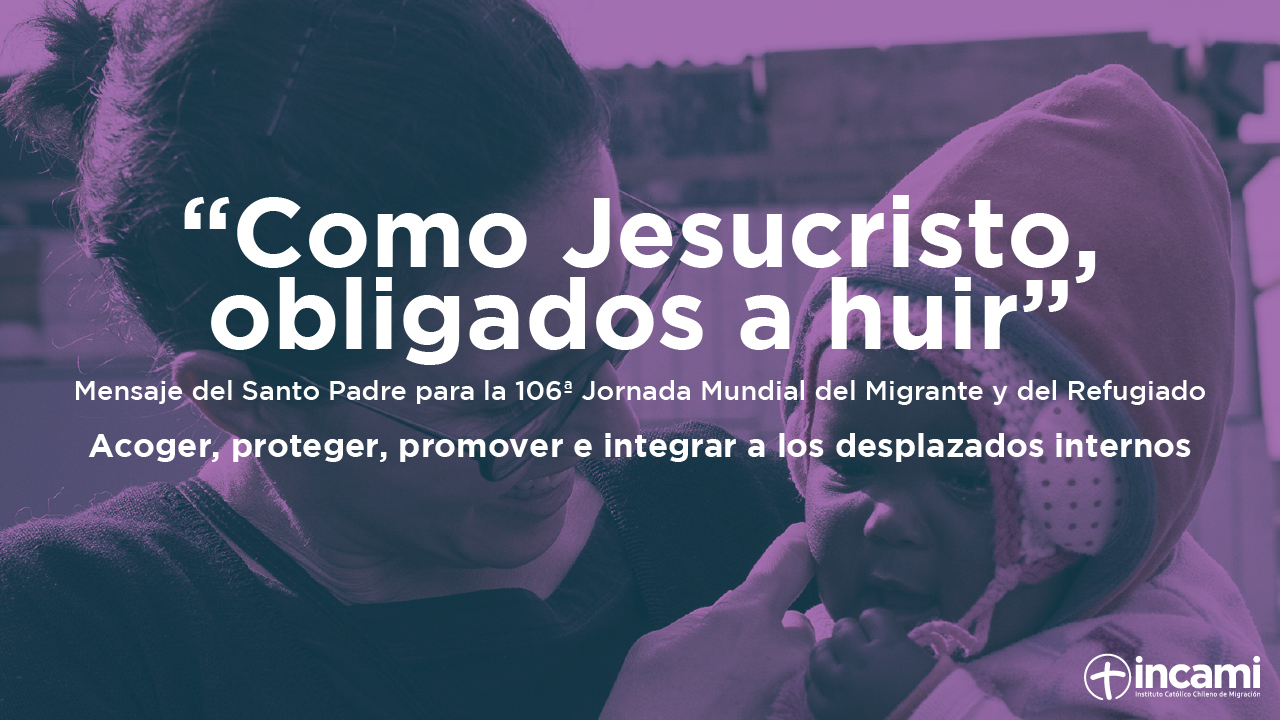 “Como Jesucristo,
obligados a huir”
Mensaje del Santo Padre para la 106ª Jornada Mundial del Migrante y del Refugiado
Acoger, proteger, promover e integrar a los desplazados internos
incami
Instituto Católico Chileno de Migración